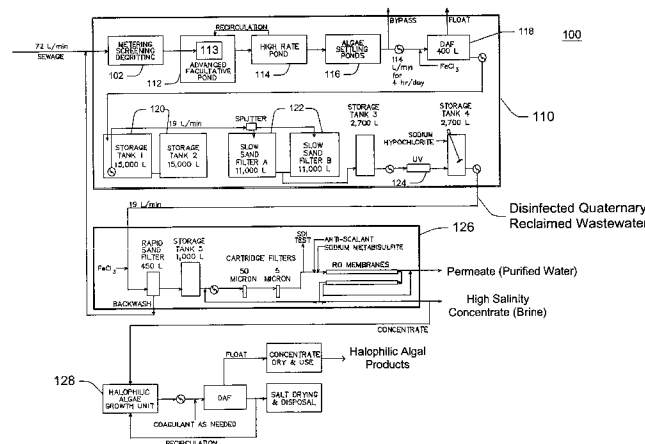 RECIRCULATION
BYPASS
FLOAT
100
72 L/min
SEWAGE
METERING
SCREENING
DEGRITTING
102
113
ADVANCED
FACULTATIVE POND
112
HIGH RATE
POND
114
ALGAE
SETTLING
PONDS
116
114
L/min
for
4 hr/day
FeCl3
DAF
400 L
118
110
120
19 L/min
SPLITTER
122
STORAGE
TANK 1
15,000 L
STORAGE
TANK 2
15,000 L
SLOW
SAND
FILTER A
11,000 L
SLOW
SAND
FILTER B
11,000 L
STORAGE
TANK 3
2,700 L
STORAGE
TANK 4
2,700 L
SODIUM
HYPOCHLORITE
UV
124
19 L/min
Disinfected Quaternary
Reclaimed Wastewater
126
FeCl3
RAPID
SAND
FILTER
450 L
STORAGE
TANK 5
1,000 L
CARTRIDGE FILTERS
50
MICRON
5
MICRON
SDI
TEST
ANTI-SCALANT
SODIUM METABISULFITE
RO MEMBRANES
Permeate (Purified Water)
BACKWASH
High Salinity
Concentrate (Brine)
CONCENTRATE
128
HALOPHILIC
ALGAE
GROWTH UNIT
FLOAT
CONCENTRATE
DRY & USE
Halophilic Algal
Products
DAF
SALT DRYING
& DISPOSAL
COAGULANT AS NEEDED
RECIRCULATION